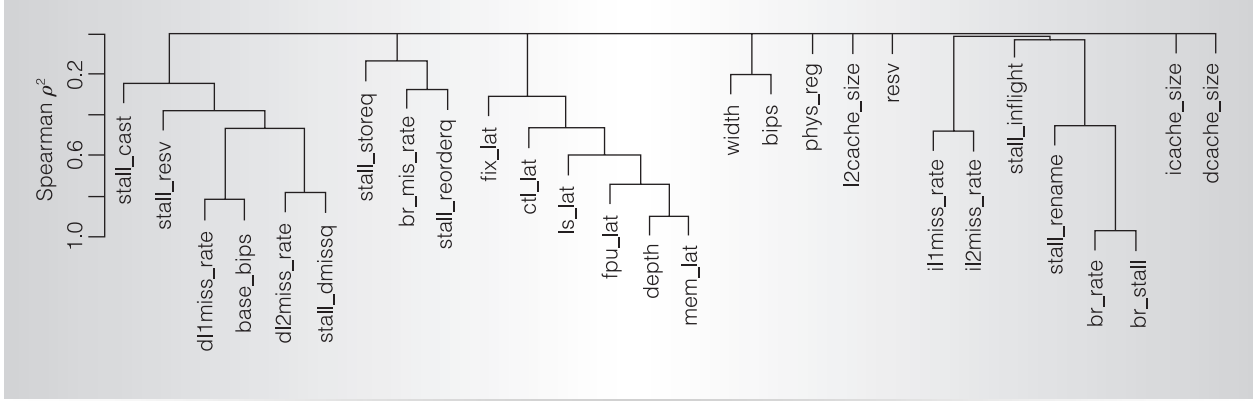 Spearman ρ²
0.2
0.6
1.0
stall_cast
stall_resv
dl1miss_rate
base_bips
dl2miss_rate
stall_dmissq
stall_storeq
br_mis_rate
stall_reorderq
fix_lat
ctl_lat
ls_lat
fpu_lat
depth
mem_lat
width
bips
phys_reg
l2cache_size
resv
il1miss_rate
il2miss_rate
stall_inflight
stall_rename
br_rate
br_stall
icache_size
dcache_size